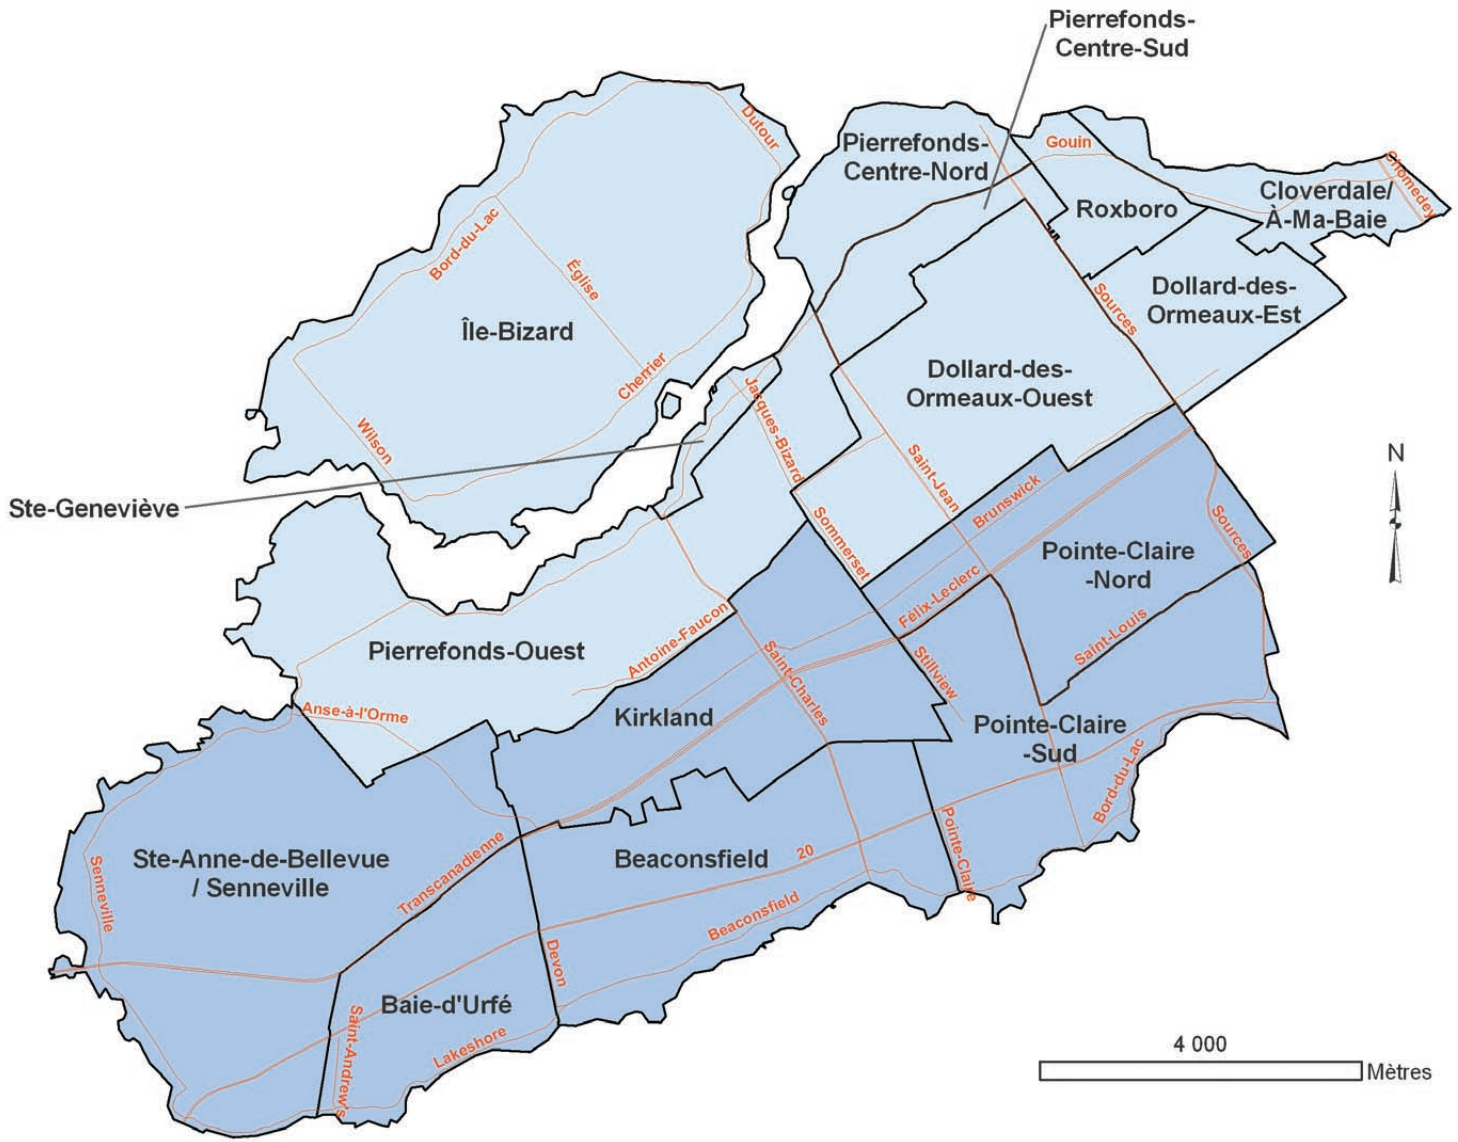 Pierrefonds-
Centre-Sud
Dutour
Pierrefonds-
Centre-Nord
Gouin
Chomedey
Cloverdale/
À-Ma-Baie
Roxboro
Bord-du-Lac
Église
Dollard-des-
Ormeaux-Est
Sources
Île-Bizard
Cherrier
Dollard-des-
Ormeaux-Ouest
Jacques-Bizard
Wilson
Saint-Jean
Ste-Geneviève
N
Brunswick
Sommerset
Sources
Pointe-Claire
-Nord
Félix-Leclerc
Saint-Louis
Antoine-Faucon
Pierrefonds-Ouest
Saint-Charles
Stillview
Anse-à-l'Orme
Kirkland
Pointe-Claire
-Sud
Bord-du-Lac
Ste-Anne-de-Bellevue
/ Senneville
Senneville
Transcanadienne
Beaconsfield
20
Pointe-Claire
Beaconsfield
Devon
Baie-d'Urfé
Saint-Andrew's
Lakeshore
4 000
Mètres